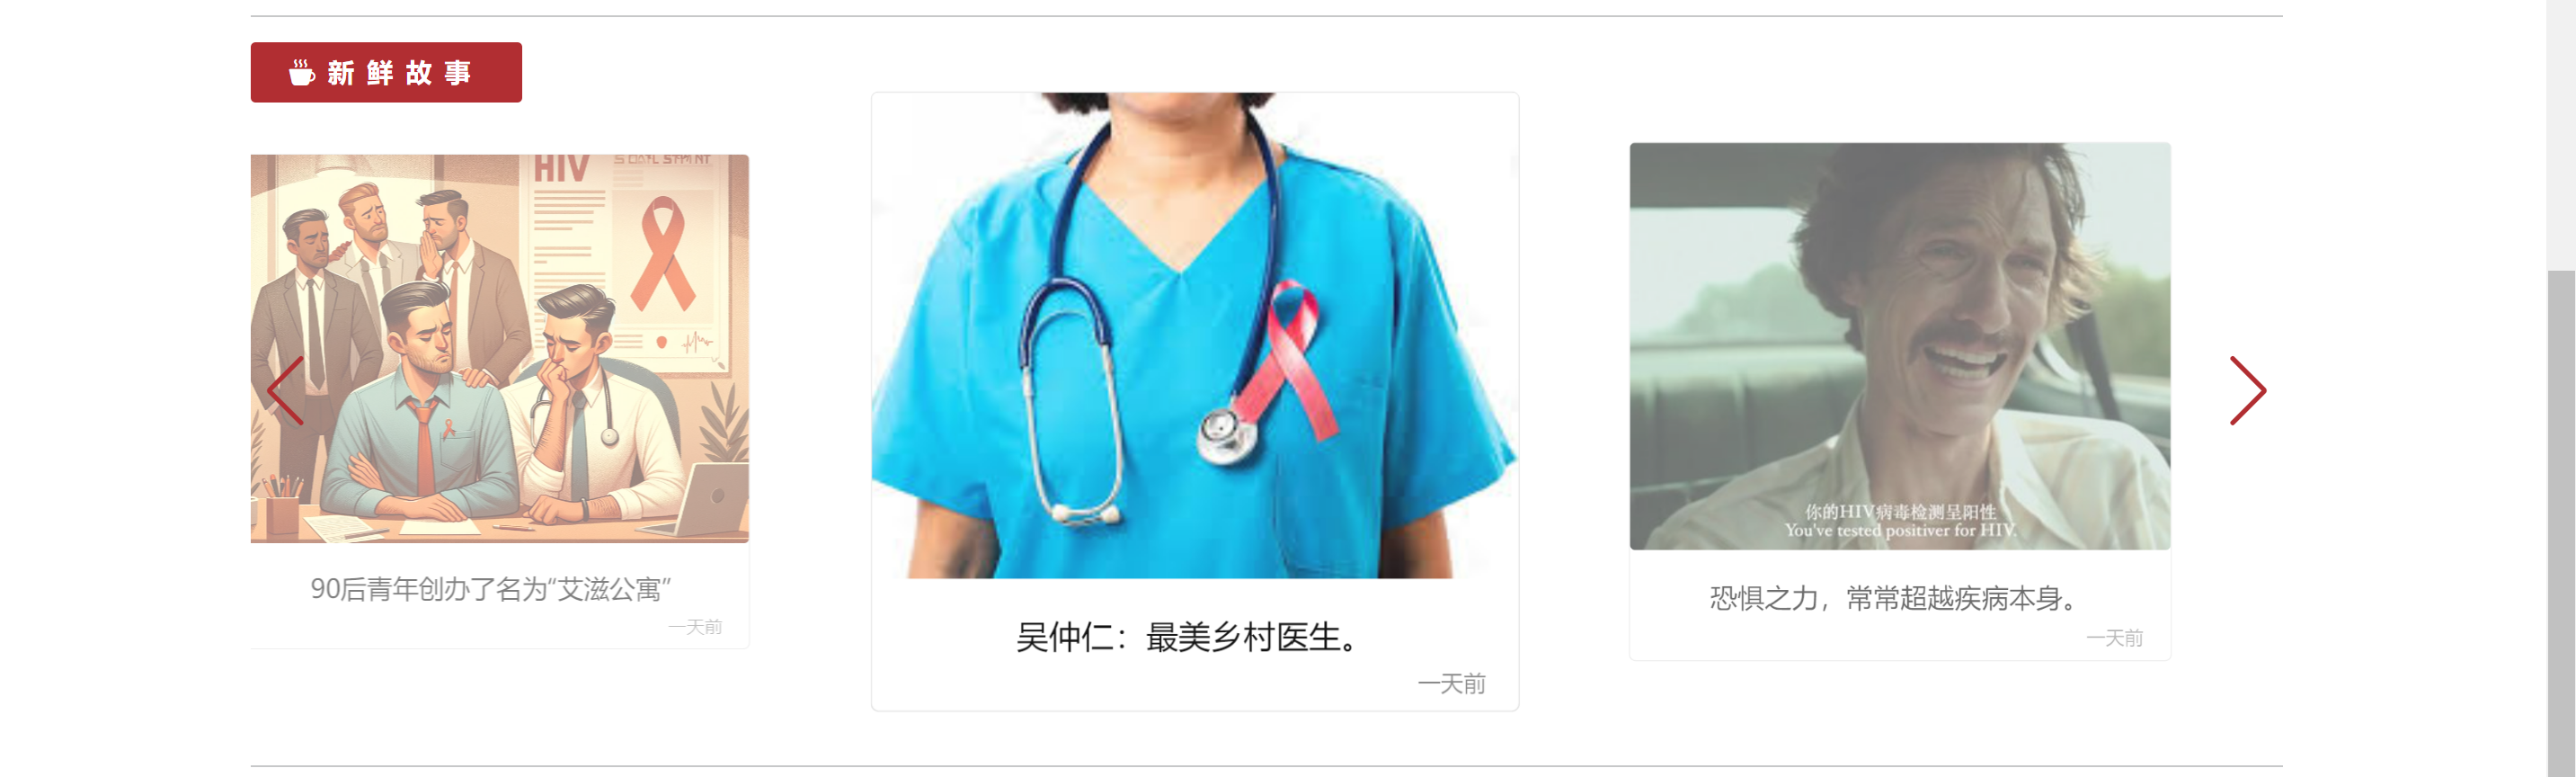 新鲜故事
HIV
90后青年创办了名为“艾滋公寓”
一天前
吴仲仁：最美乡村医生。
一天前
你的HIV病毒检测呈阳性
You've tested positiver for HIV.
恐惧之力，常常超越疾病本身。
一天前